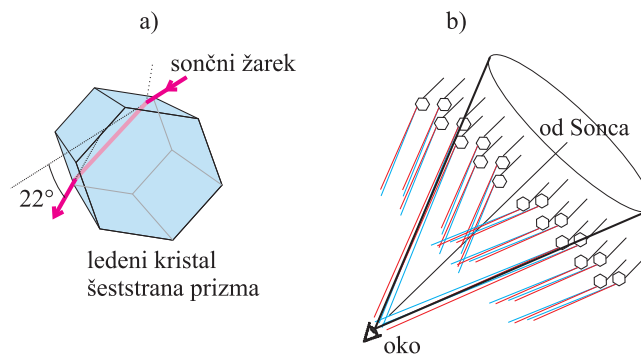 a)
sončni žarek
22°
ledeni kristal
šeststrana prizma
b)
od Sonca
oko